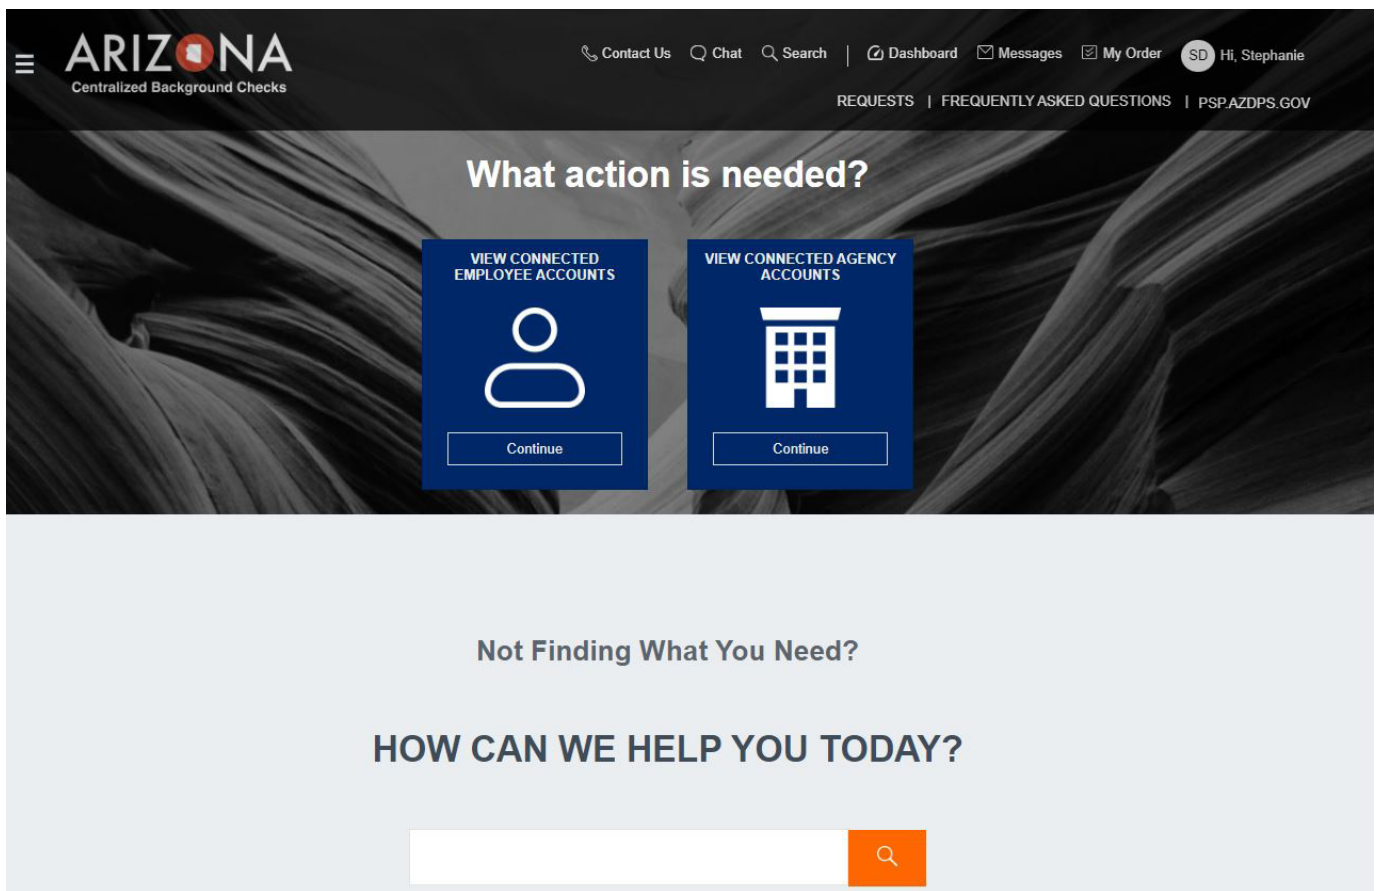 ARIZONA
Centralized Background Checks
Contact Us Chat Search | Dashboard Messages My Order SD Hi, Stephanie
REQUESTS | FREQUENTLY ASKED QUESTIONS | PSP.AZDPS.GOV
What action is needed?
VIEW CONNECTED
EMPLOYEE ACCOUNTS
Continue
VIEW CONNECTED AGENCY
ACCOUNTS
Continue
Not Finding What You Need?
HOW CAN WE HELP YOU TODAY?